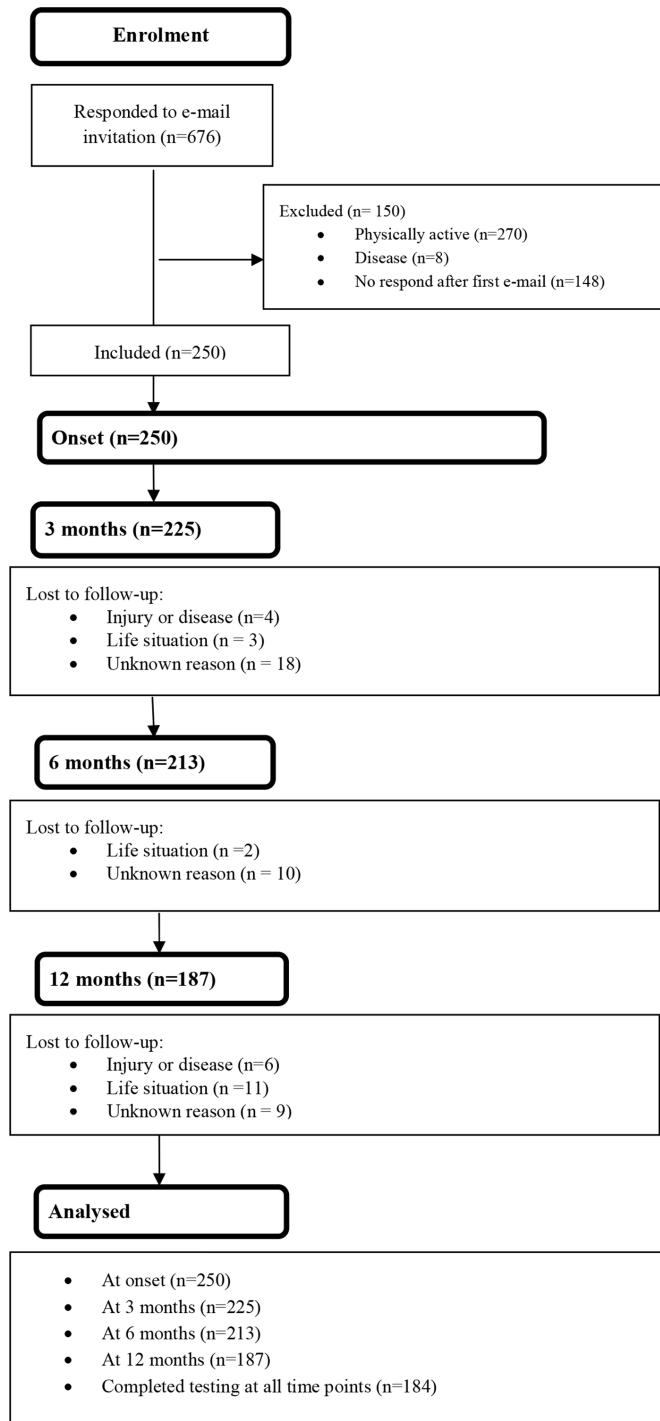 Enrolment
Responded to e-mail
invitation (n=676)
Excluded (n= 150)
• Physically active (n=270)
• Disease (n=8)
• No respond after first e-mail (n=148)
Included (n=250)
Onset (n=250)
3 months (n=225)
Lost to follow-up:
• Injury or disease (n=4)
• Life situation (n = 3)
• Unknown reason (n = 18)
6 months (n=213)
Lost to follow-up:
• Life situation (n =2)
• Unknown reason (n = 10)
12 months (n=187)
Lost to follow-up:
• Injury or disease (n=6)
• Life situation (n =11)
• Unknown reason (n = 9)
Analysed
• At onset (n=250)
• At 3 months (n=225)
• At 6 months (n=213)
• At 12 months (n=187)
• Completed testing at all time points (n=184)